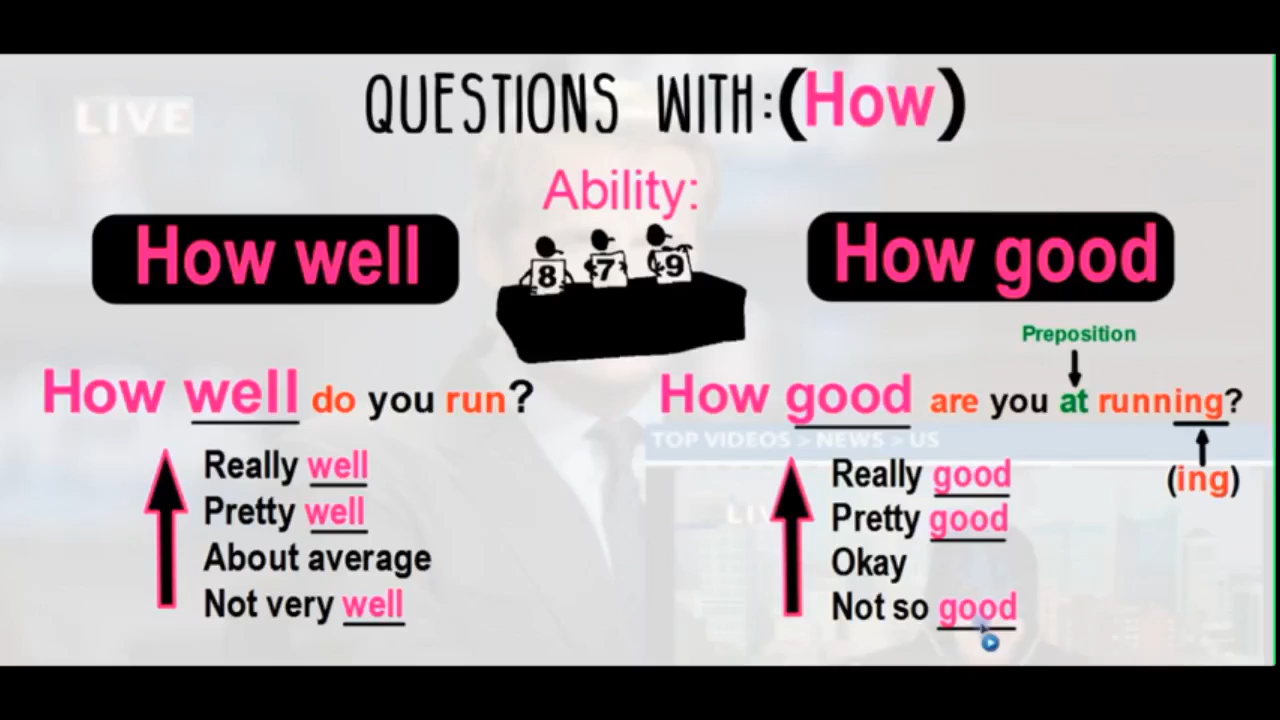 QUESTIONS WITH:(How)
LIVE
Ability:
How well
8 7 9
How good
Preposition
How well do you run?
Really well
Pretty well
About average
Not very well
How good are you at running?
(ing)
TOP VIDEOS > NEWS > US
Really good
Pretty good
Okay
Not so good